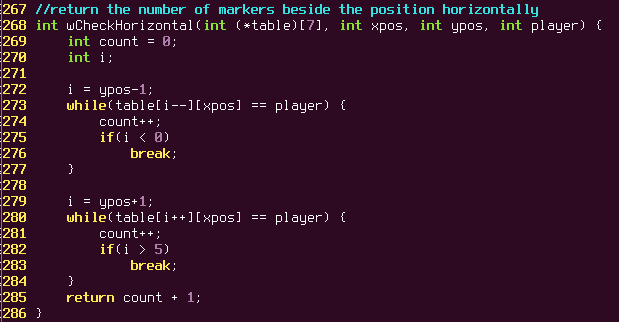 267 //return the number of markers beside the position horizontally
268 int wCheckHorizontal(int (*table)[7], int xpos, int ypos, int player) {
269     int count = 0;
270     int i;
271
272     i = ypos-1;
273     while(table[i--][xpos] == player) {
274         count++;
275         if(i < 0)
276             break;
277     }
278
279     i = ypos+1;
280     while(table[i++][xpos] == player) {
281         count++;
282         if(i > 5)
283             break;
284     }
285     return count + 1;
286 }